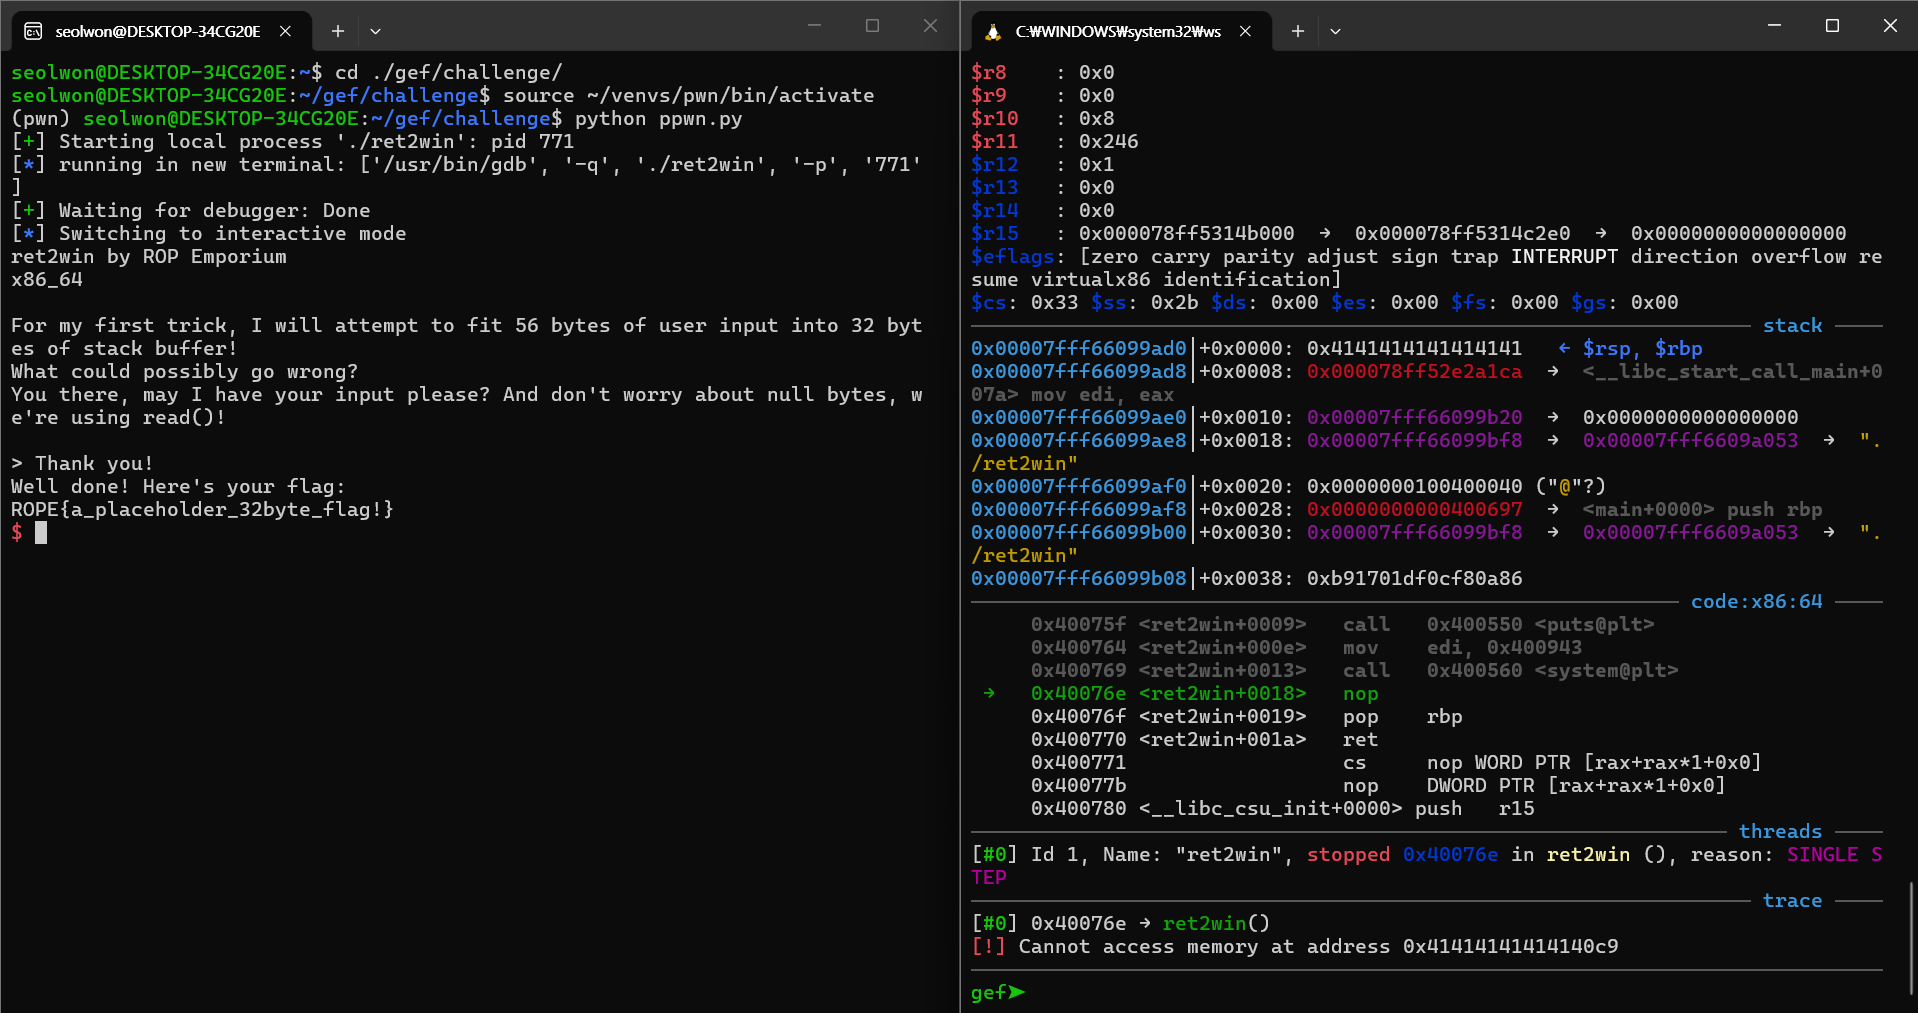 seolwon@DESKTOP-34CG20E
seolwon@DESKTOP-34CG20E:~$ cd ./gef/challenge/
seolwon@DESKTOP-34CG20E:~/gef/challenge$ source ~/venvs/pwn/bin/activate
(pwn) seolwon@DESKTOP-34CG20E:~/gef/challenge$ python ppwn.py
[+] Starting local process './ret2win': pid 771
[*] running in new terminal: ['/usr/bin/gdb', '-q', './ret2win', '-p', '771'
]
[+] Waiting for debugger: Done
[*] Switching to interactive mode
ret2win by ROP Emporium
x86_64
For my first trick, I will attempt to fit 56 bytes of user input into 32 byt
es of stack buffer!
What could possibly go wrong?
You there, may I have your input please? And don't worry about null bytes, w
e're using read()!
> Thank you!
Well done! Here's your flag:
ROPE{a_placeholder_32byte_flag!}
$
C:₩WINDOWS₩system32₩ws
$r8    : 0x0
$r9    : 0x0
$r10   : 0x8
$r11   : 0x246
$r12   : 0x1
$r13   : 0x0
$r14   : 0x0
$r15   : 0x000078ff5314b000  →  0x000078ff5314c2e0  →  0x0000000000000000
$eflags: [zero carry parity adjust sign trap INTERRUPT direction overflow re
sume virtualx86 identification]
$cs: 0x33 $ss: 0x2b $ds: 0x00 $es: 0x00 $fs: 0x00 $gs: 0x00
stack
0x00007fff66099ad0│+0x0000: 0x4141414141414141   ← $rsp, $rbp
0x00007fff66099ad8│+0x0008: 0x000078ff52e2a1ca  →  <__libc_start_call_main+0
07a> mov edi, eax
0x00007fff66099ae0│+0x0010: 0x00007fff66099b20  →  0x0000000000000000
0x00007fff66099ae8│+0x0018: 0x00007fff66099bf8  →  0x00007fff6609a053  →  ".
/ret2win"
0x00007fff66099af0│+0x0020: 0x0000000100400040 ("@"?)
0x00007fff66099af8│+0x0028: 0x0000000000400697  →  <main+0000> push rbp
0x00007fff66099b00│+0x0030: 0x00007fff66099bf8  →  0x00007fff6609a053  →  ".
/ret2win"
0x00007fff66099b08│+0x0038: 0xb91701df0cf80a86
code:x86:64
0x40075f <ret2win+0009>   call   0x400550 <puts@plt>
0x400764 <ret2win+000e>   mov    edi, 0x400943
0x400769 <ret2win+0013>   call   0x400560 <system@plt>
→   0x40076e <ret2win+0018>   nop
0x40076f <ret2win+0019>   pop    rbp
0x400770 <ret2win+001a>   ret
0x400771                  cs     nop WORD PTR [rax+rax*1+0x0]
0x40077b                  nop    DWORD PTR [rax+rax*1+0x0]
0x400780 <__libc_csu_init+0000> push   r15
threads
[#0] Id 1, Name: "ret2win", stopped 0x40076e in ret2win (), reason: SINGLE S
TEP
trace
[#0] 0x40076e → ret2win()
[!] Cannot access memory at address 0x41414141414140c9
gef➤